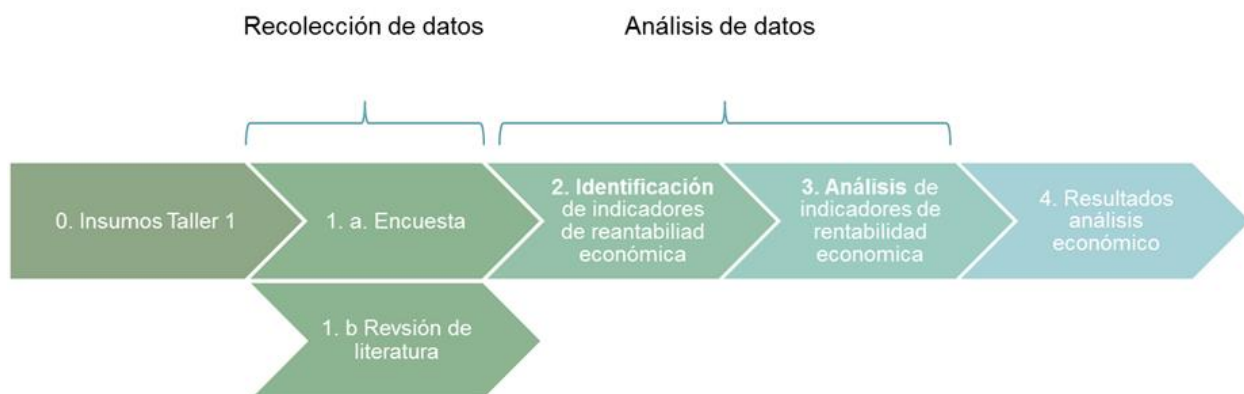 Recolección de datos
Análisis de datos
0. Insumos Taller 1
1. a. Encuesta
2. Identificación
de indicadores
de reantabiliad
económica
3. Análisis de
indicadores de
rentabilidad
economica
4. Resultados
análisis
económico
1. b Revsión de
literatura